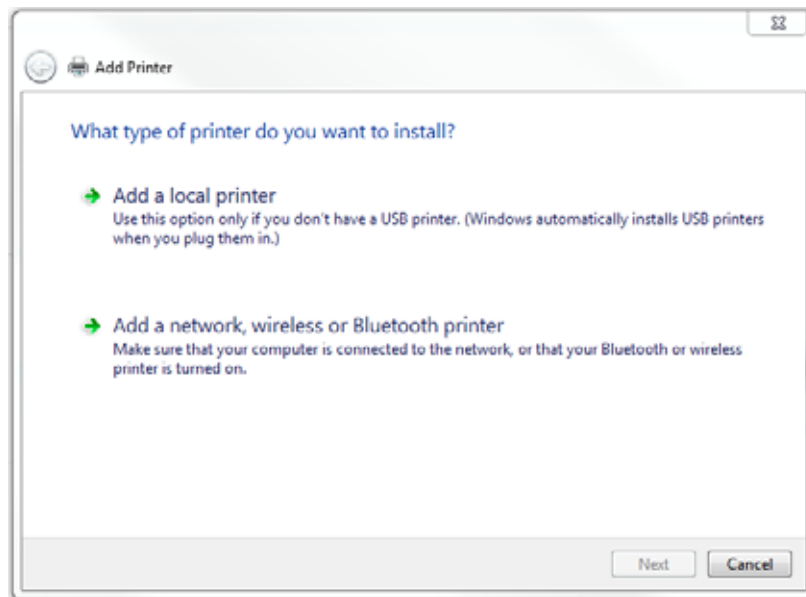 Add Printer
What type of printer do you want to install?
Add a local printer
Use this option only if you don't have a USB printer. (Windows automatically installs USB printers
when you plug them in.)
Add a network, wireless or Bluetooth printer
Make sure that your computer is connected to the network, or that your Bluetooth or wireless
printer is turned on.
Next Cancel